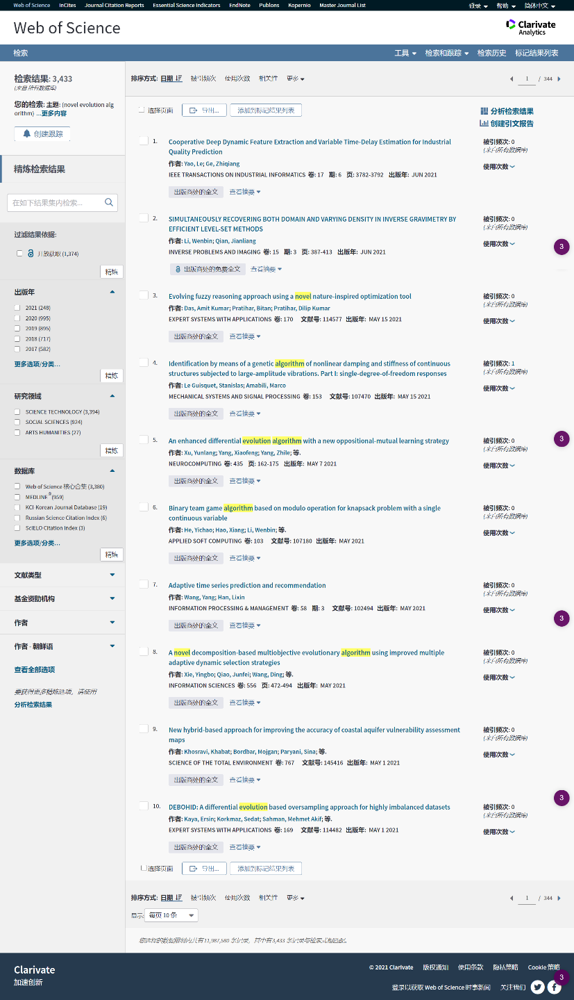 Web of Science InCites Journal Citation Reports Essential Science Indicators EndNote Publons Kopernio Master Journal List 登录 帮助 简体中文
Web of Science
Clarivate
Analytics
检索 工具 检索和跟踪 检索历史 标记结果列表
检索结果: 3,433
(来自 所有数据库)
您的检索: 主题: (novel evolution alg
orithm) ...更多内容
创建跟踪
精炼检索结果
在如下结果集内检索...
过滤结果依据:
开放获取 (1,374)
精炼
出版年
2021 (248)
2020 (995)
2019 (895)
2018 (717)
2017 (582)
更多选项/分类...
精炼
研究领域
SCIENCE TECHNOLOGY (3,394)
SOCIAL SCIENCES (924)
ARTS HUMANITIES (27)
精炼
数据库
Web of Science 核心合集 (3,380)
MEDLINE®(959)
KCI-Korean Journal Database (19)
Russian Science Citation Index (6)
SciELO Citation Index (3)
更多选项/分类...
精炼
文献类型
基金资助机构
作者
作者 - 朝鲜语
查看全部选项
要获得更多精炼选项，请使用
分析检索结果
排序方式: 日期 被引频次 使用次数 相关性 更多 1 / 344
选择页面 导出... 添加到标记结果列表
分析检索结果
创建引文报告
1. Cooperative Deep Dynamic Feature Extraction and Variable Time-Delay Estimation for Industrial
Quality Prediction
作者: Yao, Le; Ge, Zhiqiang
IEEE TRANSACTIONS ON INDUSTRIAL INFORMATICS 卷: 17 期: 6 页: 3782-3792 出版年: JUN 2021
出版商处的全文 查看摘要
被引频次: 0
(来自所有数据库)
使用次数
2. SIMULTANEOUSLY RECOVERING BOTH DOMAIN AND VARYING DENSITY IN INVERSE GRAVIMETRY BY
EFFICIENT LEVEL-SET METHODS
作者: Li, Wenbin; Qian, Jianliang
INVERSE PROBLEMS AND IMAGING 卷: 15 期: 3 页: 387-413 出版年: JUN 2021
出版商处的免费全文 查看摘要
被引频次: 0
(来自所有数据库)
使用次数
3
3. Evolving fuzzy reasoning approach using a novel nature-inspired optimization tool
作者: Das, Amit Kumar; Pratihar, Bitan; Pratihar, Dilip Kumar
EXPERT SYSTEMS WITH APPLICATIONS 卷: 170 文献号: 114577 出版年: MAY 15 2021
出版商处的全文 查看摘要
被引频次: 0
(来自所有数据库)
使用次数
4. Identification by means of a genetic algorithm of nonlinear damping and stiffness of continuous
structures subjected to large-amplitude vibrations. Part I: single-degree-of-freedom responses
作者: Le Guisquet, Stanislas; Amabili, Marco
MECHANICAL SYSTEMS AND SIGNAL PROCESSING 卷: 153 文献号: 107470 出版年: MAY 15 2021
出版商处的全文 查看摘要
被引频次: 1
(来自所有数据库)
使用次数
5. An enhanced differential evolution algorithm with a new oppositional-mutual learning strategy
作者: Xu, Yunlang; Yang, Xiaofeng; Yang, Zhile; 等.
NEUROCOMPUTING 卷: 435 页: 162-175 出版年: MAY 7 2021
出版商处的全文 查看摘要
被引频次: 0
(来自所有数据库)
使用次数
3
6. Binary team game algorithm based on modulo operation for knapsack problem with a single
continuous variable
作者: He, Yichao; Hao, Xiang; Li, Wenbin; 等.
APPLIED SOFT COMPUTING 卷: 103 文献号: 107180 出版年: MAY 2021
出版商处的全文 查看摘要
被引频次: 0
(来自所有数据库)
使用次数
7. Adaptive time series prediction and recommendation
作者: Wang, Yang; Han, Lixin
INFORMATION PROCESSING & MANAGEMENT 卷: 58 期: 3 文献号: 102494 出版年: MAY 2021
出版商处的全文 查看摘要
被引频次: 0
(来自所有数据库)
使用次数
3
8. A novel decomposition-based multiobjective evolutionary algorithm using improved multiple
adaptive dynamic selection strategies
作者: Xie, Yingbo; Qiao, Junfei; Wang, Ding; 等.
INFORMATION SCIENCES 卷: 556 页: 472-494 出版年: MAY 2021
出版商处的全文 查看摘要
被引频次: 0
(来自所有数据库)
使用次数
9. New hybrid-based approach for improving the accuracy of coastal aquifer vulnerability assessment
maps
作者: Khosravi, Khabat; Bordbar, Mojgan; Paryani, Sina; 等.
SCIENCE OF THE TOTAL ENVIRONMENT 卷: 767 文献号: 145416 出版年: MAY 1 2021
出版商处的全文 查看摘要
被引频次: 0
(来自所有数据库)
使用次数
3
10. DEBOHID: A differential evolution based oversampling approach for highly imbalanced datasets
作者: Kaya, Ersin; Korkmaz, Sedat; Sahman, Mehmet Akif; 等.
EXPERT SYSTEMS WITH APPLICATIONS 卷: 169 文献号: 114482 出版年: MAY 1 2021
出版商处的全文 查看摘要
被引频次: 0
(来自所有数据库)
使用次数
选择页面 导出... 添加到标记结果列表
排序方式: 日期 被引频次 使用次数 相关性 更多 1 / 344
显示: 每页 10 条
您选择的数据限制内共有 11,987,580 条记录，其中有3,433 条记录与检索式相匹配。
Clarivate
加速创新
© 2021 Clarivate 版权通知 使用条款 隐私策略 Cookie 策略
3
登录以获取 Web of Science 时事新闻 关注我们